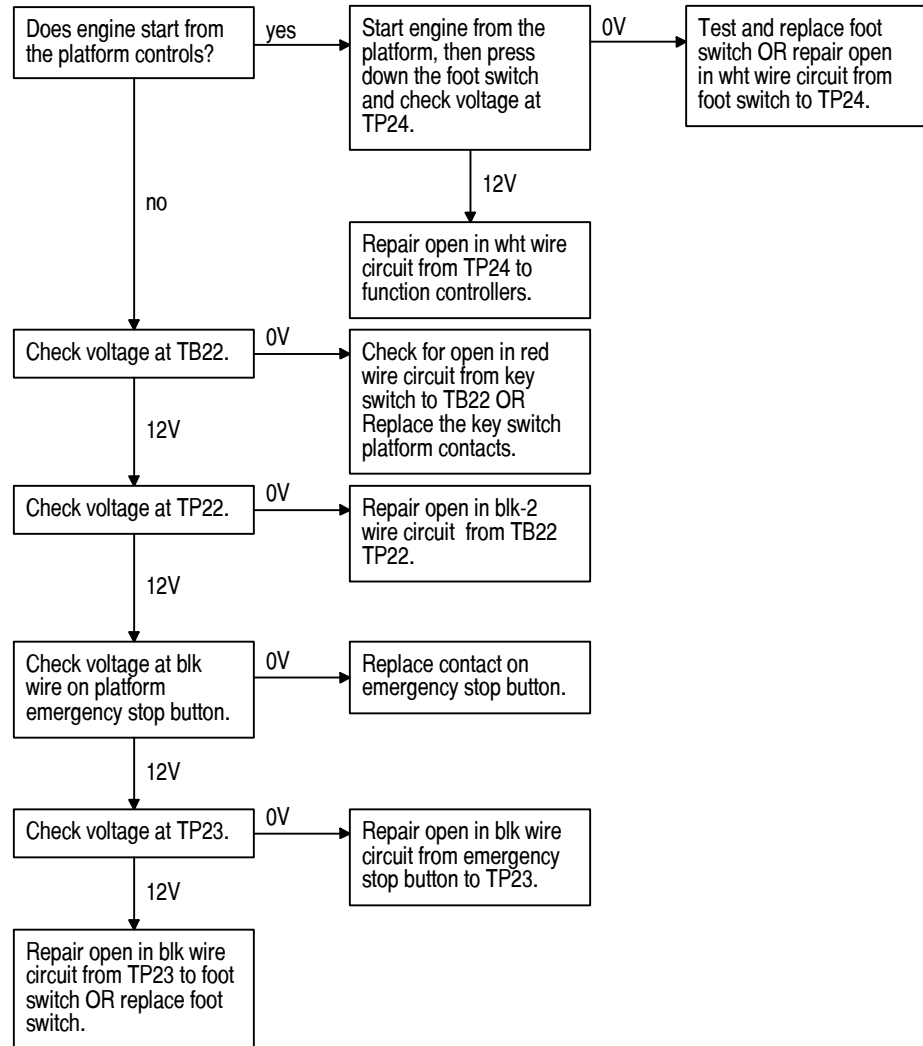 Does engine start from
the platform controls?
yes
Start engine from the
platform, then press
down the foot switch
and check voltage at
TP24.
0V
Test and replace foot
switch OR repair open
in wht wire circuit from
foot switch to TP24.
12V
no
Repair open in wht wire
circuit from TP24 to
function controllers.
Check voltage at TB22.
0V
Check for open in red
wire circuit from key
switch to TB22 OR
Replace the key switch
platform contacts.
12V
Check voltage at TP22.
0V
Repair open in blk-2
wire circuit from TB22
TP22.
12V
Check voltage at blk
wire on platform
emergency stop button.
0V
Replace contact on
emergency stop button.
12V
Check voltage at TP23.
0V
Repair open in blk wire
circuit from emergency
stop button to TP23.
12V
Repair open in blk wire
circuit from TP23 to foot
switch OR replace foot
switch.